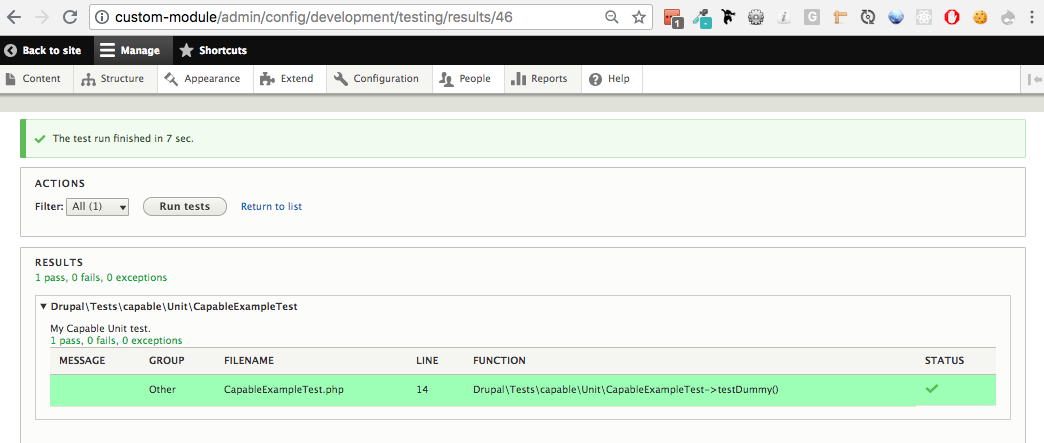 custom-module/admin/config/development/testing/results/46
1
G
Back to site Manage Shortcuts
Content Structure Appearance Extend Configuration People Reports Help
The test run finished in 7 sec.
ACTIONS
Filter: All (1) Run tests Return to list
RESULTS
1 pass, 0 fails, 0 exceptions
Drupal\Tests\capable\Unit\CapableExampleTest
My Capable Unit test.
1 pass, 0 fails, 0 exceptions
MESSAGE GROUP FILENAME LINE FUNCTION STATUS
Other CapableExampleTest.php 14 Drupal\Tests\capable\Unit\CapableExampleTest->testDummy()